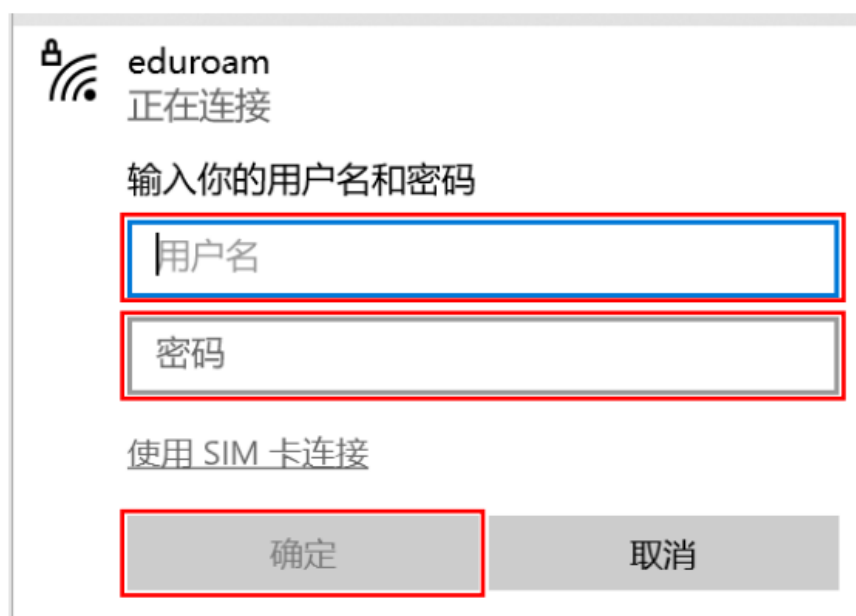 eduroam
正在连接
输入你的用户名和密码
用户名
密码
使用 SIM 卡连接
确定 取消